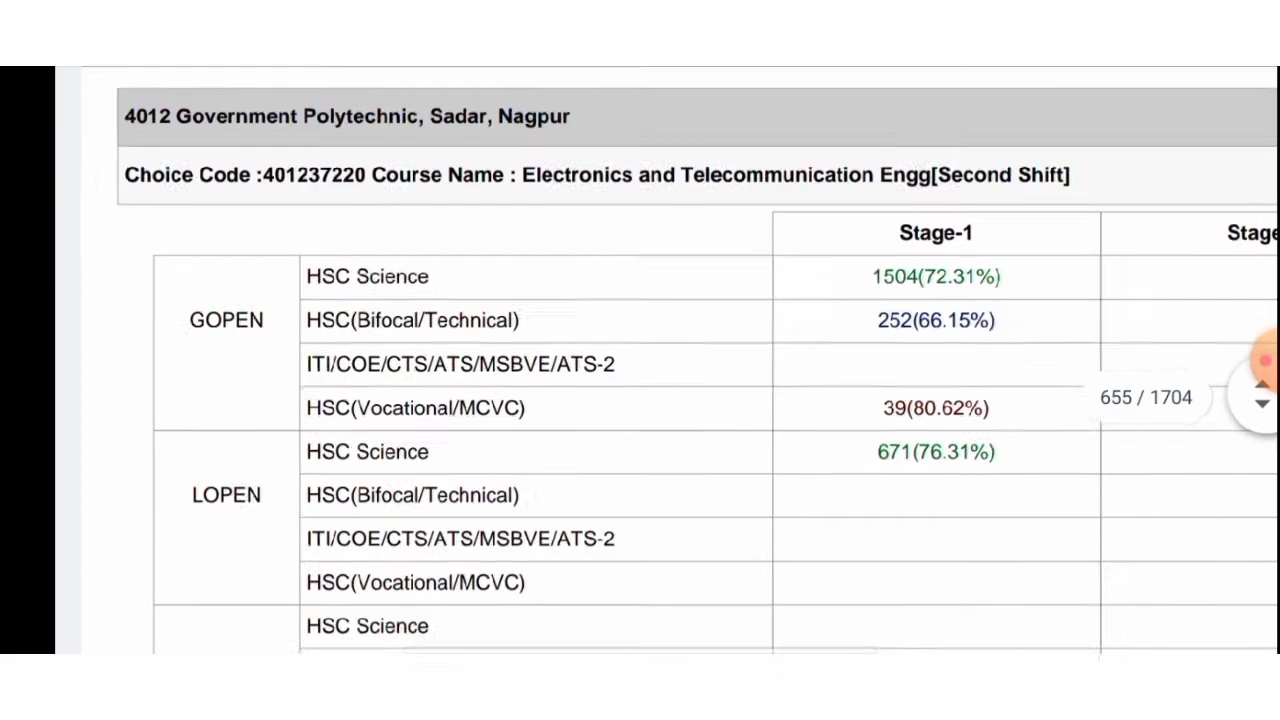 4012 Government Polytechnic, Sadar, Nagpur
Choice Code :401237220 Course Name : Electronics and Telecommunication Engg[Second Shift]
Stage-1
GOPEN
HSC Science 1504(72.31%)
HSC(Bifocal/Technical) 252(66.15%)
ITI/COE/CTS/ATS/MSBVE/ATS-2
HSC(Vocational/MCVC) 39(80.62%)
655 / 1704
LOPEN
HSC Science 671(76.31%)
HSC(Bifocal/Technical)
ITI/COE/CTS/ATS/MSBVE/ATS-2
HSC(Vocational/MCVC)
HSC Science